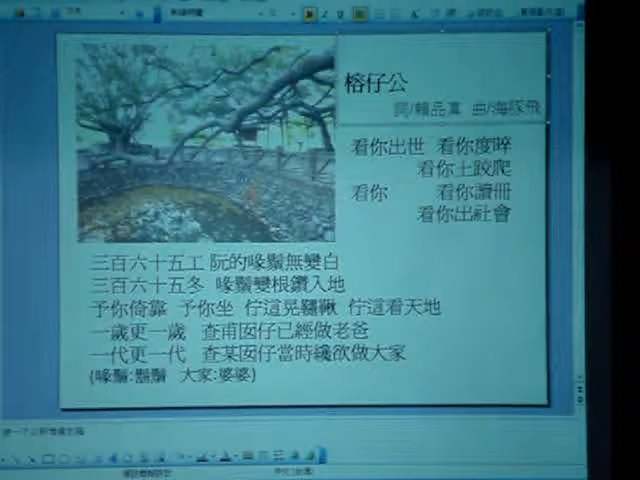 榕仔公
詞/賴品真 曲/海豚飛
看你出世 看你度晬
看你土跤爬
看你 看你讀冊
看你出社會
三百六十五工 阮的喙鬚無變白
三百六十五冬 喙鬚變根鑽入地
予你倚靠 予你坐 佇這晃韆鞦 佇這看天地
一歲更一歲 查甫囡仔已經做老爸
一代更一代 查某囡仔當時纔欲做大家
(喙鬚:鬍鬚 大家:婆婆)